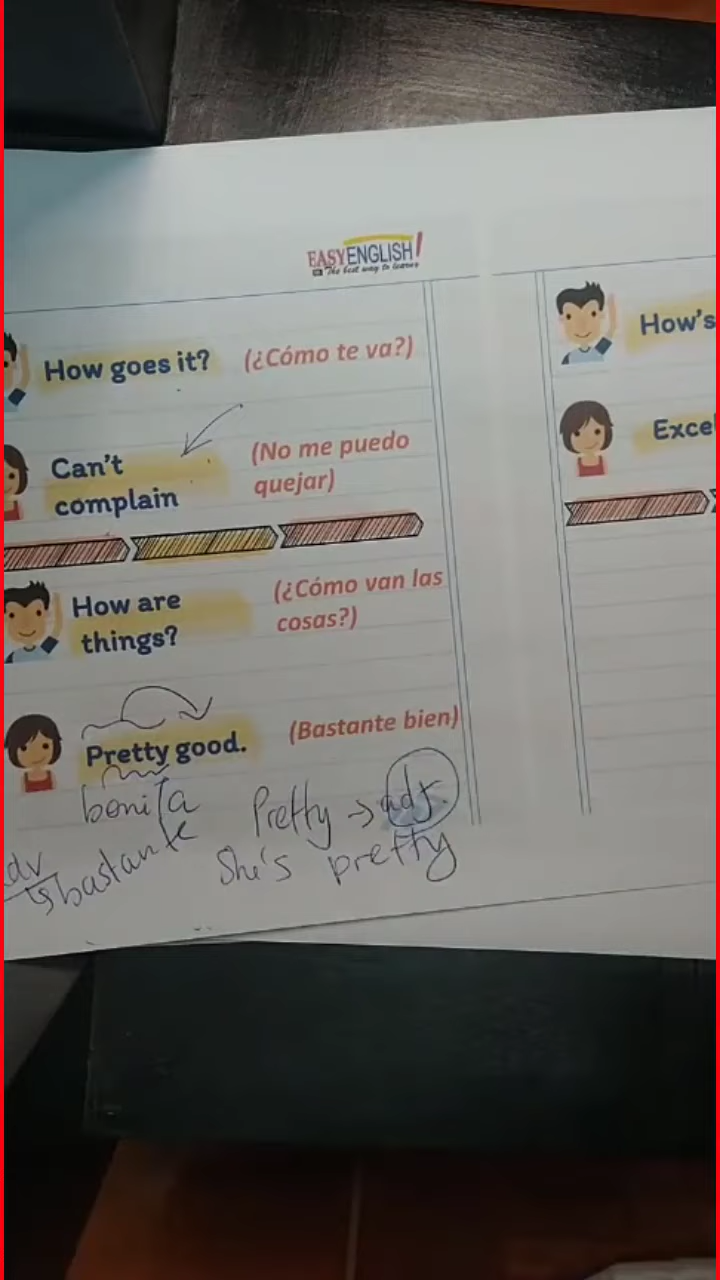 EASYENGLISH!
The best way to learn
How goes it? (¿Cómo te va?)
Can't
complain
(No me puedo
quejar)
How are
things?
(¿Cómo van las
cosas?)
Pretty good. (Bastante bien)
bonita
Pretty → adj.
adv
↳ bastante
She's pretty
How's
Excel